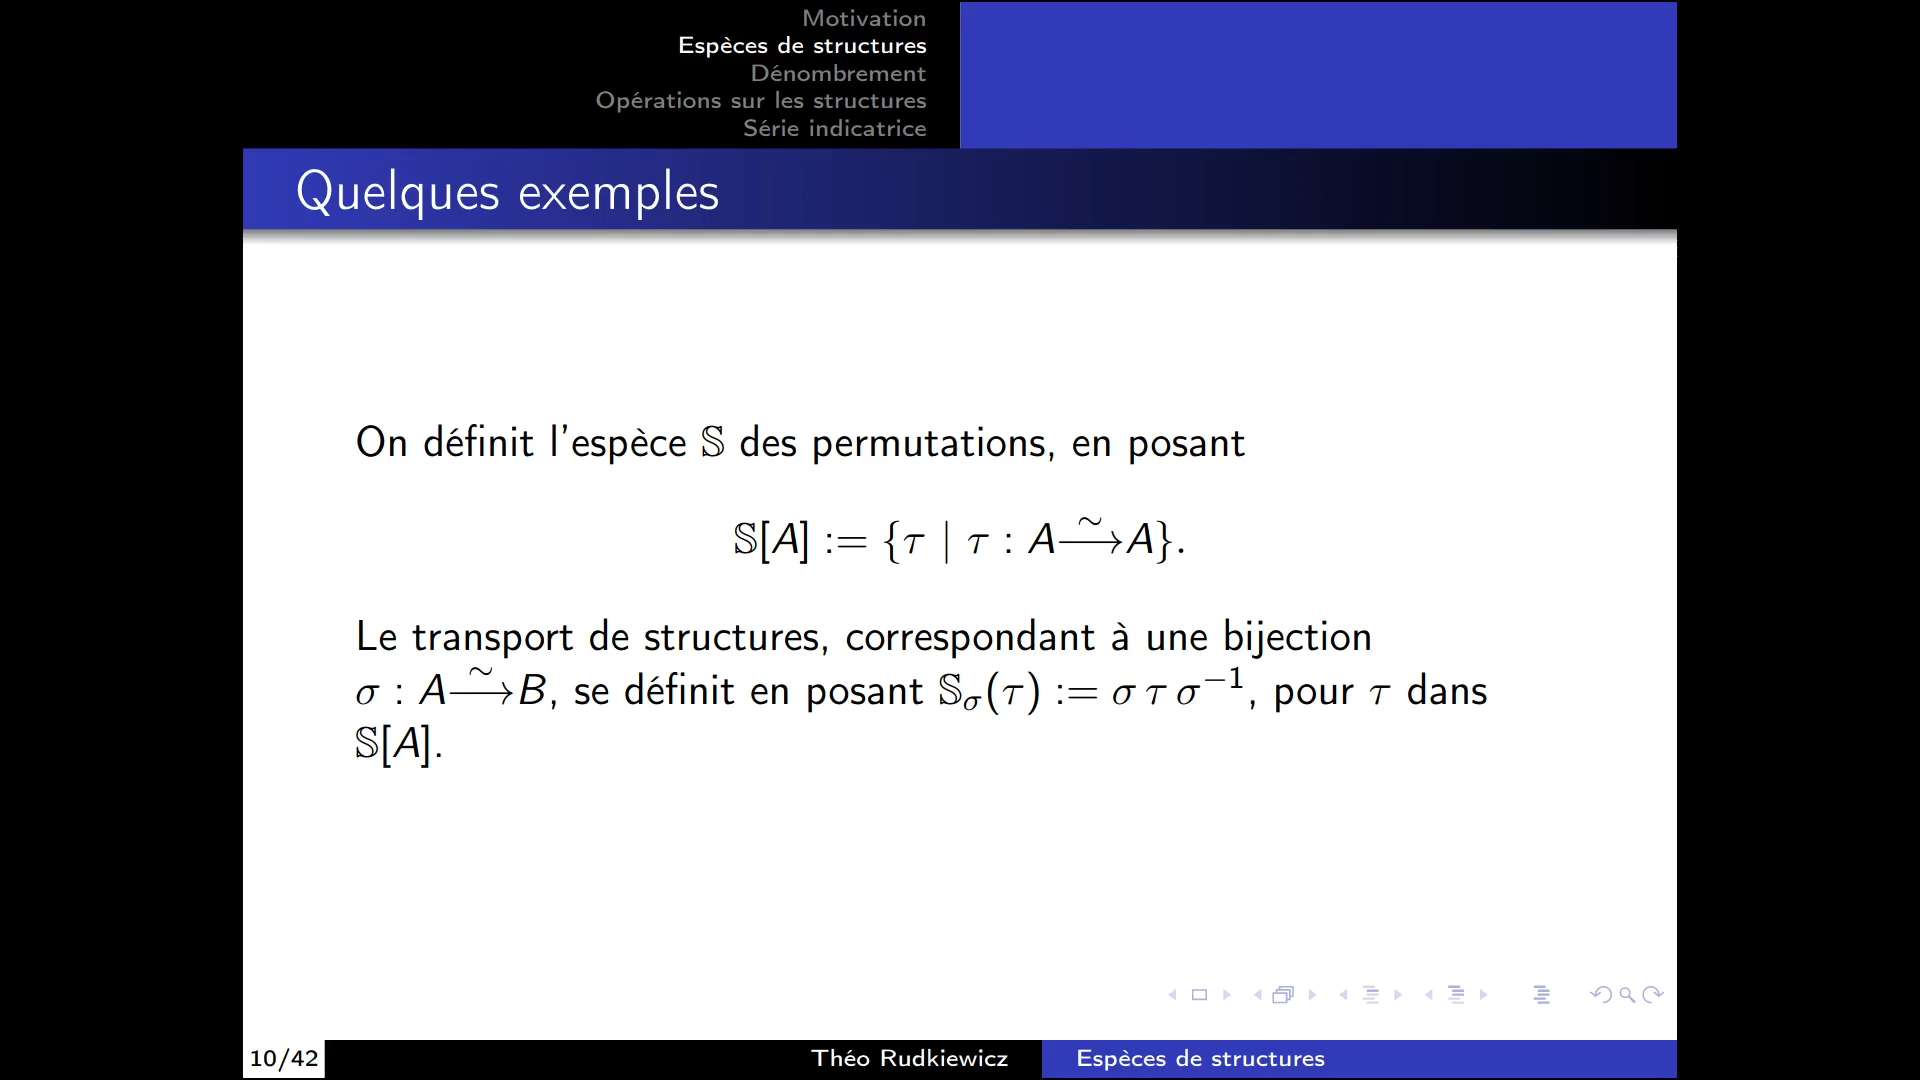 Motivation
Espèces de structures
Dénombrement
Opérations sur les structures
Série indicatrice
Quelques exemples
On définit l'espèce 𝕊 des permutations, en posant
𝕊[A] := {τ | τ : A ⟶̃ A}.
Le transport de structures, correspondant à une bijection
σ : A ⟶̃ B, se définit en posant 𝕊σ(τ) := σ τ σ⁻¹, pour τ dans
𝕊[A].
10/42
Théo Rudkiewicz
Espèces de structures